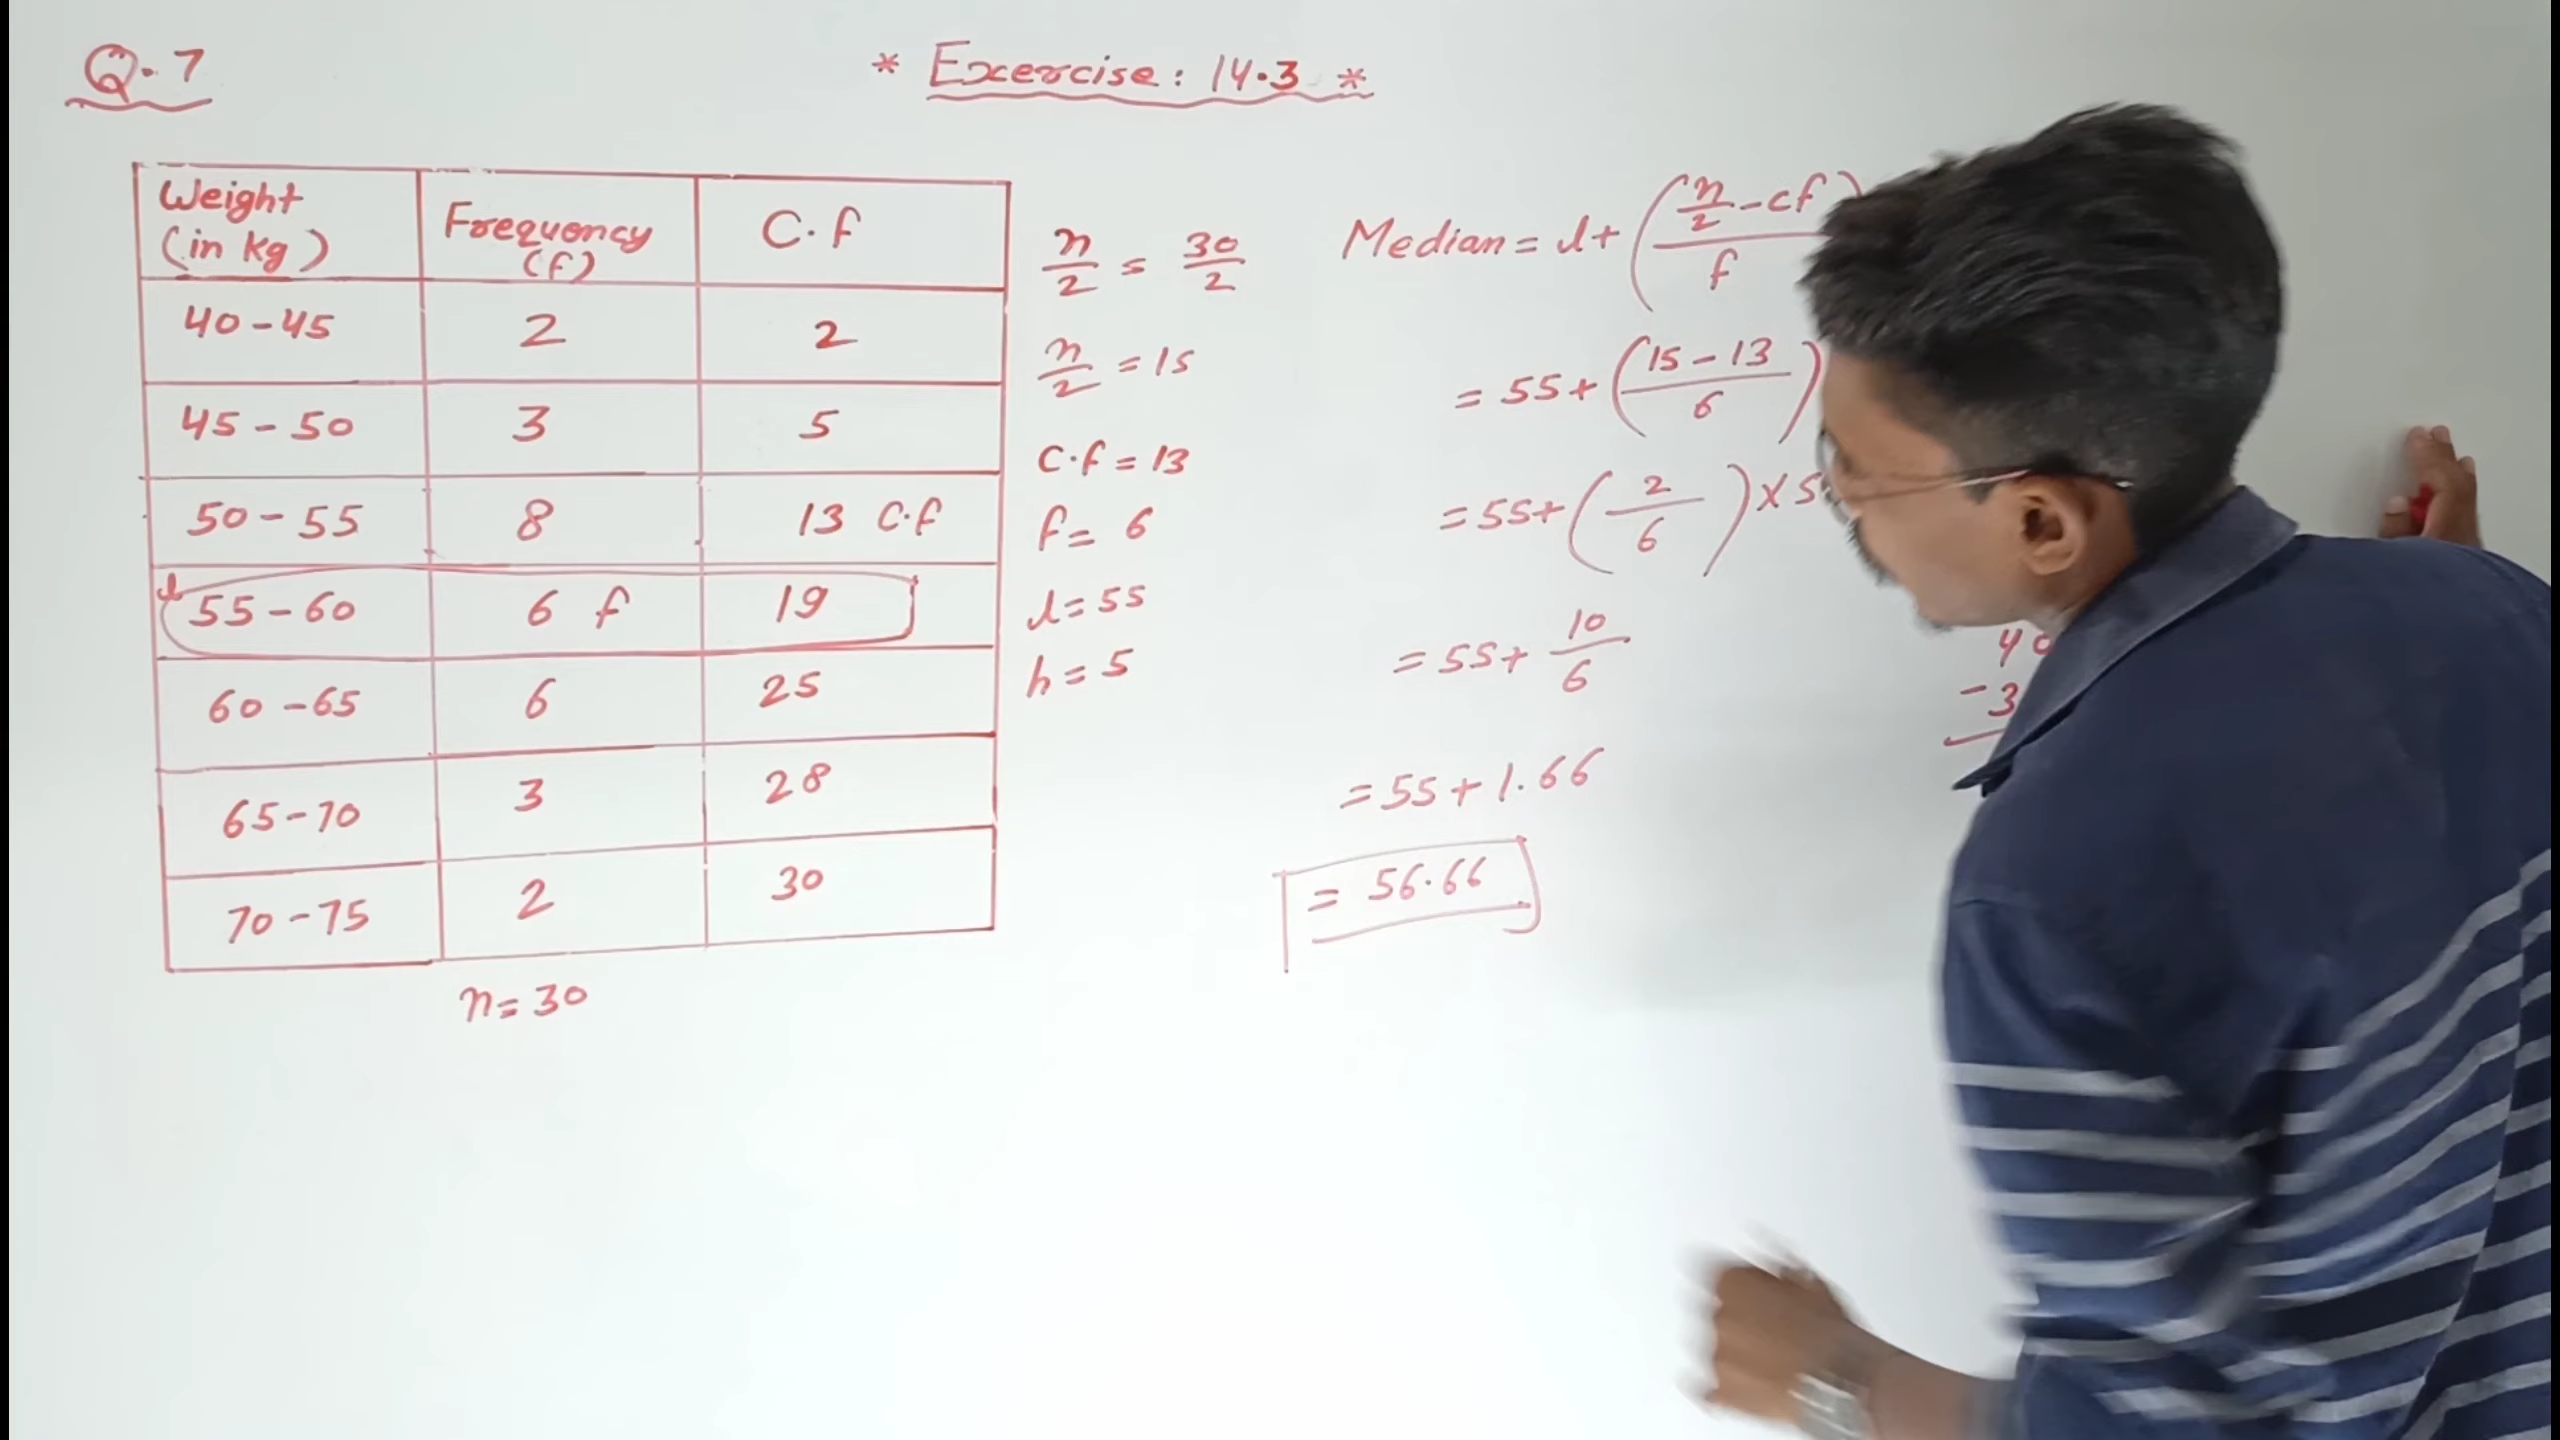 Q. 7
* Excercise: 14.3 *
Weight (in kg) Frequency (f) C.f
40-45 2 2
45-50 3 5
50-55 8 13 C.f
l 55-60 6 f 19
60-65 6 25
65-70 3 28
70-75 2 30
n=30
n/2 = 30/2
n/2 = 15
C.f = 13
f = 6
l = 55
h = 5
Median = l+ (n/2 - cf / f
= 55+ (15-13 / 6)
= 55+ (2/6) X 5
= 55+ 10/6
= 55 + 1.66
= 56.66
40
-3